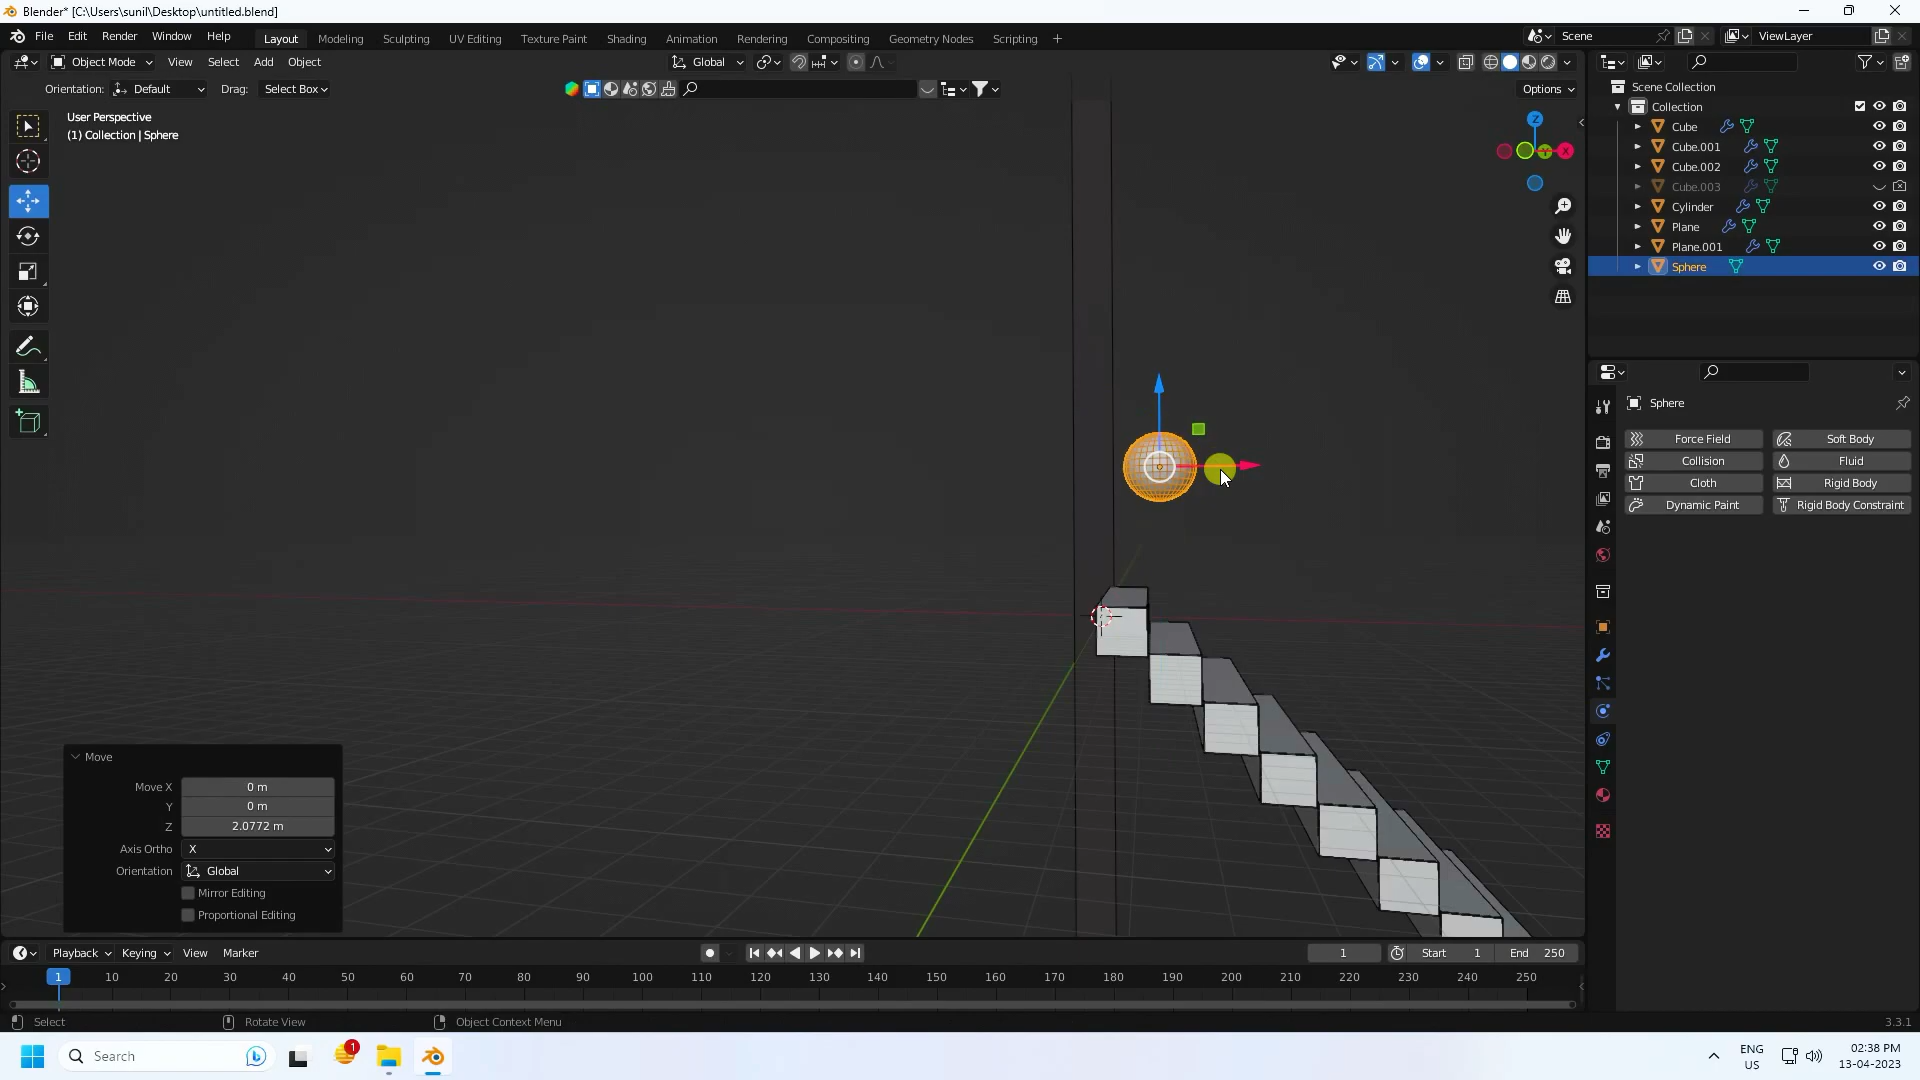 Blender* [C:\Users\sunil\Desktop\untitled.blend]
File Edit Render Window Help
Layout Modeling Sculpting UV Editing Texture Paint Shading Animation Rendering Compositing Geometry Nodes Scripting +
Scene
ViewLayer
Object Mode View Select Add Object
Global
Orientation: Default Drag: Select Box
Options
User Perspective
(1) Collection | Sphere
Z
Y
X
Scene Collection
Collection
Cube
Cube.001
Cube.002
Cube.003
Cylinder
Plane
Plane.001
Sphere
Sphere
Force Field Soft Body
Collision Fluid
Cloth Rigid Body
Dynamic Paint Rigid Body Constraint
Move
Move X 0 m
Y 0 m
Z 2.0772 m
Axis Ortho X
Orientation Global
Mirror Editing
Proportional Editing
Playback Keying View Marker
1 Start 1 End 250
1 10 20 30 40 50 60 70 80 90 100 110 120 130 140 150 160 170 180 190 200 210 220 230 240 250
Select Rotate View Object Context Menu 3.3.1
Search
1
ENG
US
02:38 PM
13-04-2023